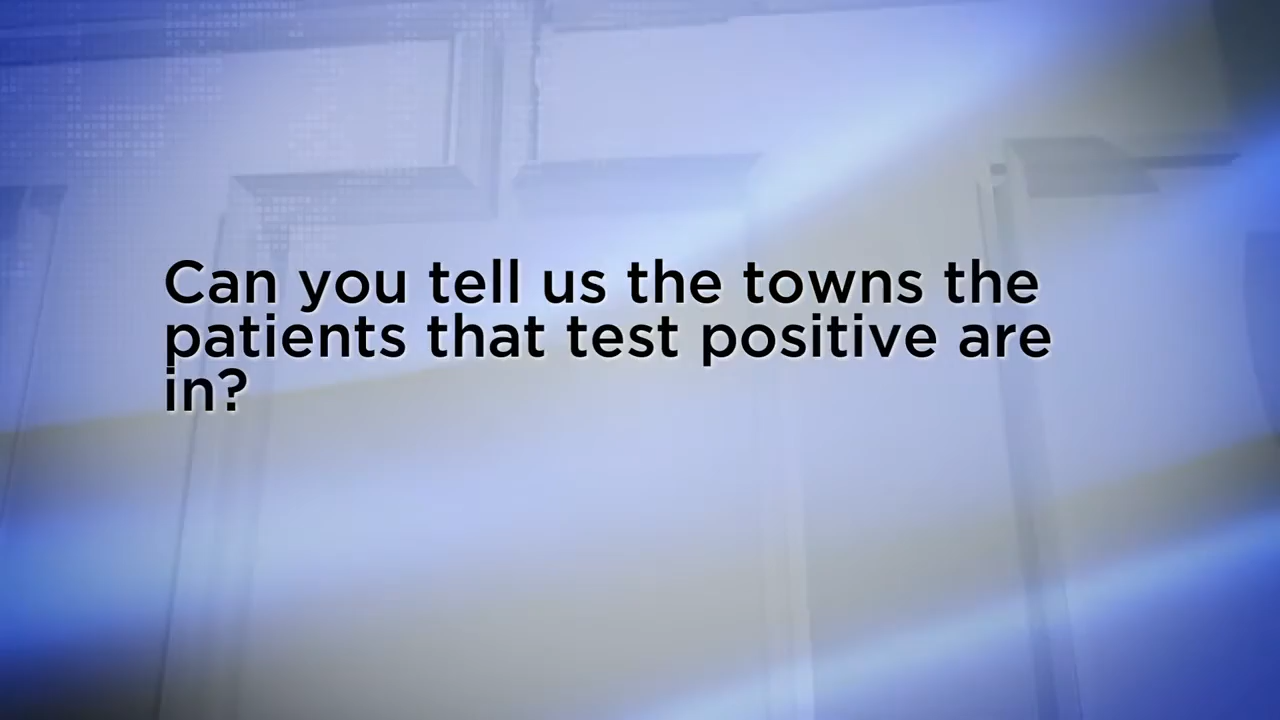 Can you tell us the towns the
patients that test positive are
in?